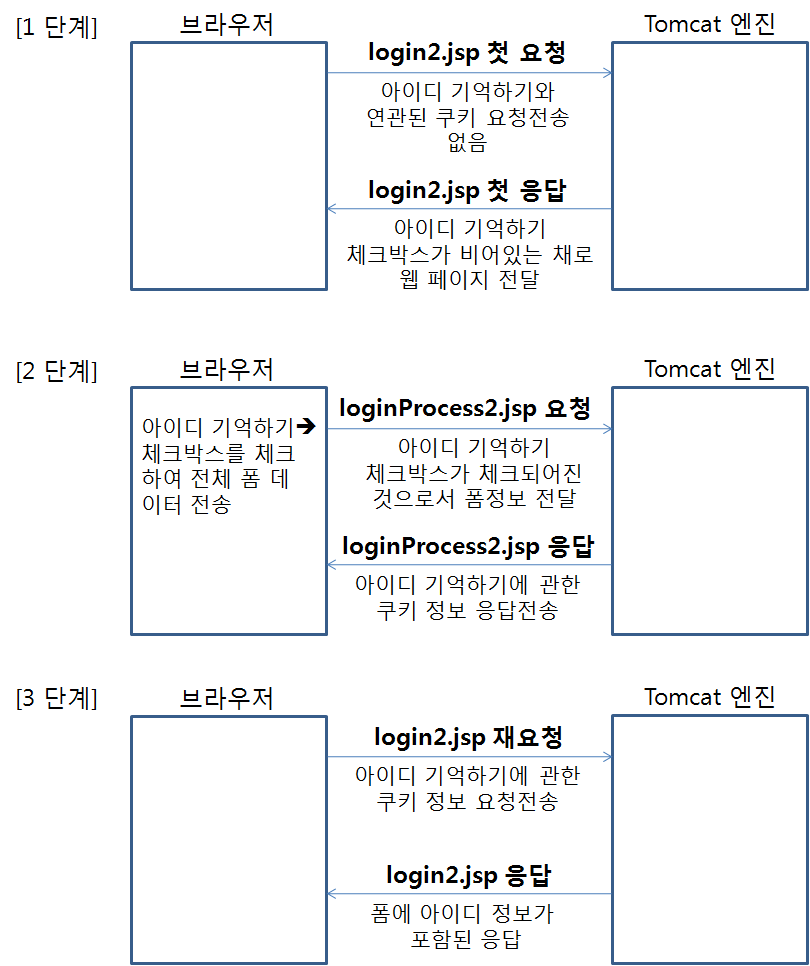 [1 단계]
브라우저
Tomcat 엔진
login2.jsp 첫 요청
아이디 기억하기와
연관된 쿠키 요청전송
없음
login2.jsp 첫 응답
아이디 기억하기
체크박스가 비어있는 채로
웹 페이지 전달
[2 단계]
브라우저
Tomcat 엔진
아이디 기억하기➔
체크박스를 체크
하여 전체 폼 데
이터 전송
loginProcess2.jsp 요청
아이디 기억하기
체크박스가 체크되어진
것으로서 폼정보 전달
loginProcess2.jsp 응답
아이디 기억하기에 관한
쿠키 정보 응답전송
[3 단계]
브라우저
Tomcat 엔진
login2.jsp 재요청
아이디 기억하기에 관한
쿠키 정보 요청전송
login2.jsp 응답
폼에 아이디 정보가
포함된 응답